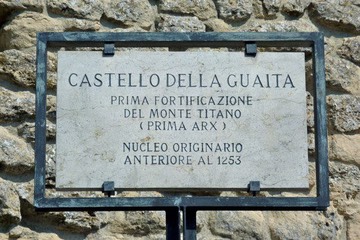 CASTELLO DELLA GUAITA
PRIMA FORTIFICAZIONE
DEL MONTE TITANO
( PRIMA ARX )
NUCLEO ORIGINARIO
ANTERIORE AL 1253